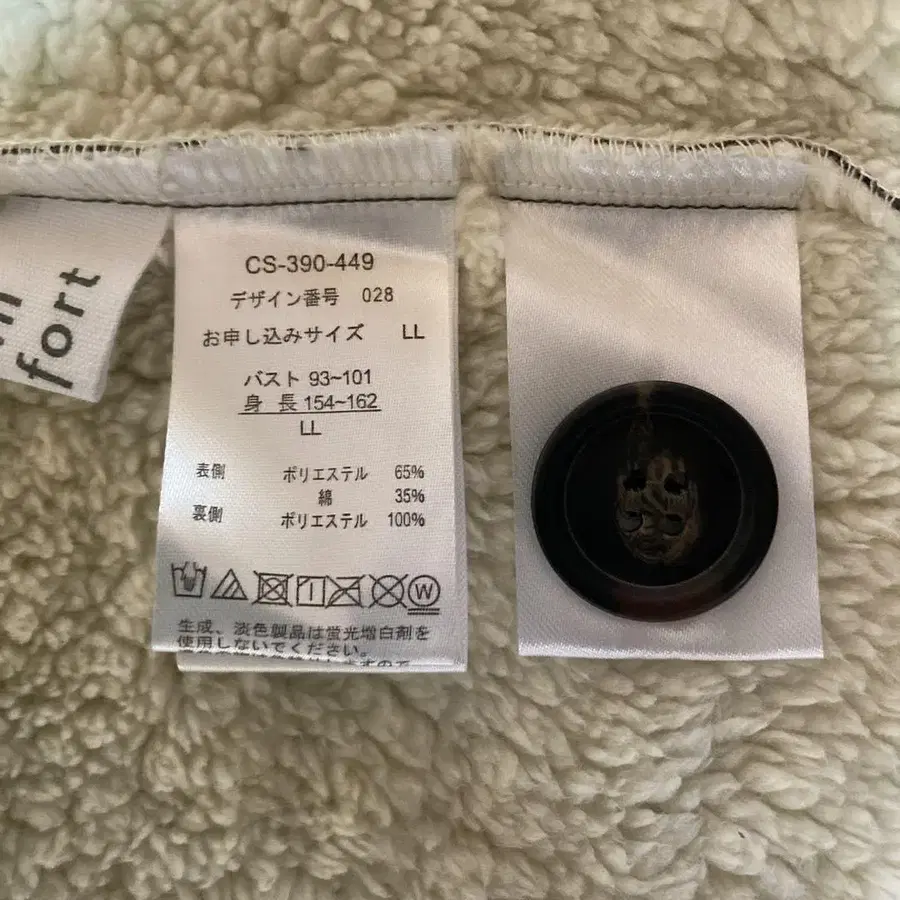 fort
CS-390-449
デザイン番号 028
お申し込みサイズ LL
バスト 93~101
身 長 154~162
LL
表側 ポリエステル 65%
綿 35%
裏側 ポリエステル 100%
W
生成、淡色製品は蛍光増白剤を
使用しないでください。